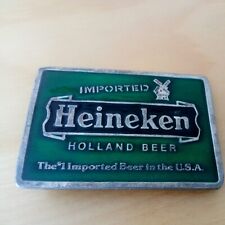 IMPORTED
Heineken
HOLLAND BEER
The #1 Imported Beer in the U.S.A.